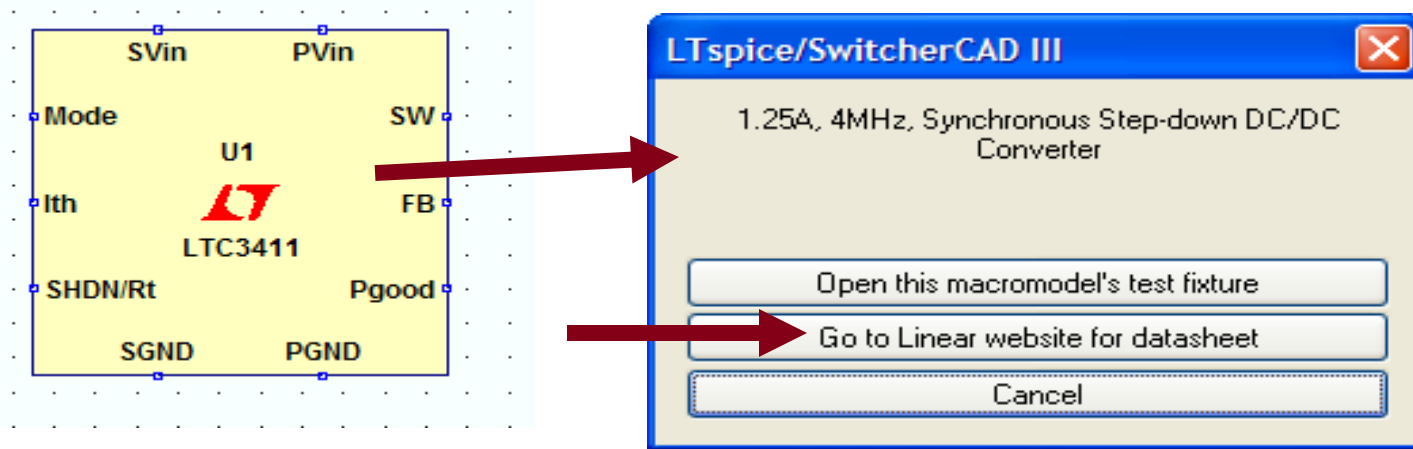 SVin PVin
Mode SW
U1
Ith FB
LTC3411
SHDN/Rt Pgood
SGND PGND
LTspice/SwitcherCAD III
1.25A, 4MHz, Synchronous Step-down DC/DC
Converter
Open this macromodel's test fixture
Go to Linear website for datasheet
Cancel